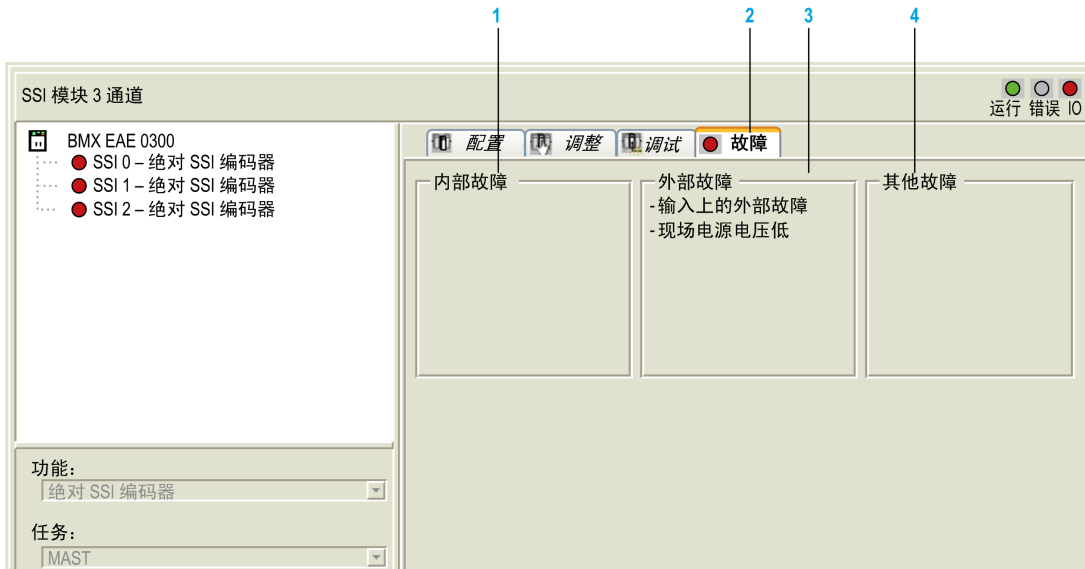 1 2 3 4
SSI 模块 3 通道
运行 错误 IO
BMX EAE 0300
SSI 0 – 绝对 SSI 编码器
SSI 1 – 绝对 SSI 编码器
SSI 2 – 绝对 SSI 编码器
配置 调整 调试 故障
内部故障
外部故障
-输入上的外部故障
-现场电源电压低
其他故障
功能：
绝对 SSI 编码器
任务：
MAST